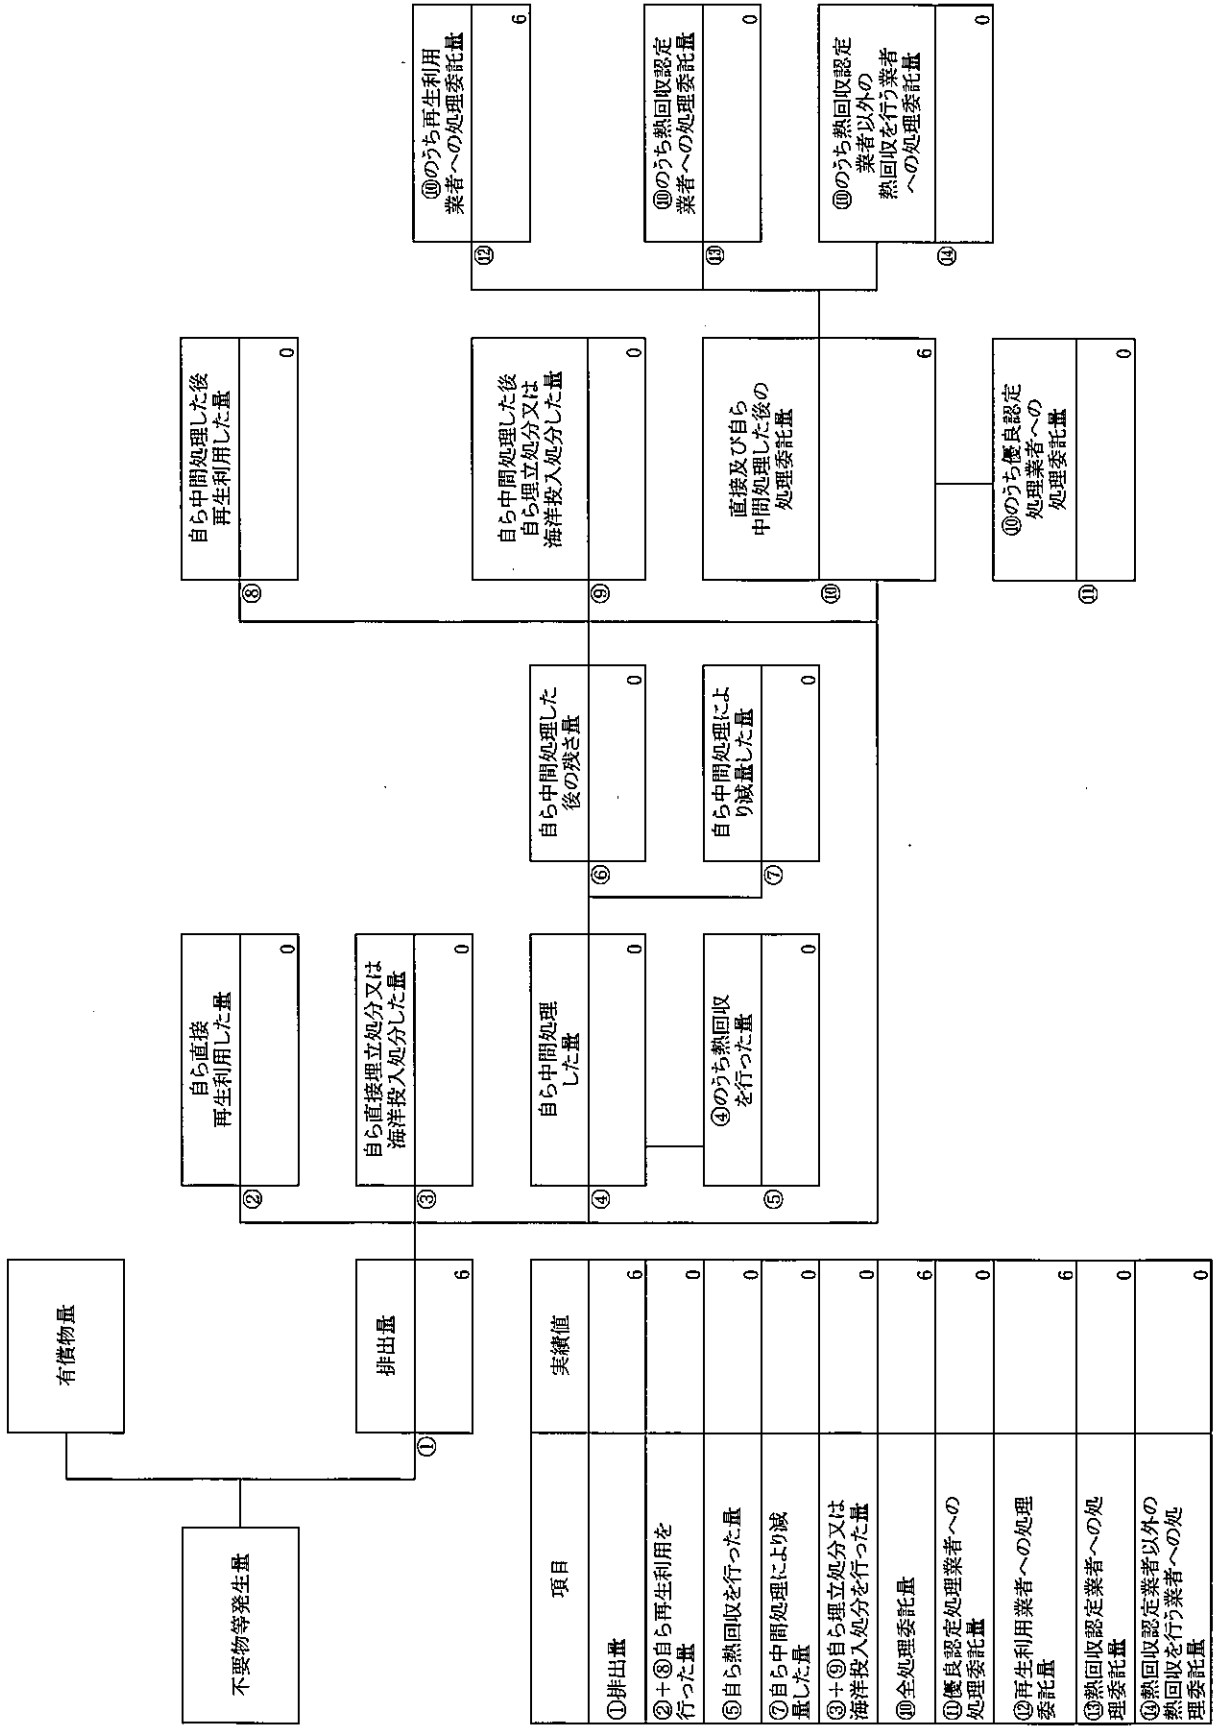 不要物等発生量
有償物量
①
排出量
6
②
自ら直接
再生利用した量
0
③
自ら直接埋立処分又は
海洋投入処分した量
0
④
自ら中間処理
した量
0
⑤
④のうち熱回収
を行った量
0
⑥
自ら中間処理した
後の残さ量
0
⑦
自ら中間処理によ
り減量した量
0
⑧
自ら中間処理した後
再生利用した量
0
⑨
自ら中間処理した後
自ら埋立処分又は
海洋投入処分した量
0
⑩
直接及び自ら
中間処理した後の
処理委託量
6
⑪
⑩のうち優良認定
処理業者への
処理委託量
0
⑫
⑩のうち再生利用
業者への処理委託量
6
⑬
⑩のうち熱回収認定
業者への処理委託量
0
⑭
⑩のうち熱回収認定
業者以外の
熱回収を行う業者
への処理委託量
0
項目 実績値
①排出量 6
②+⑧自ら再生利用を
行った量 0
⑤自ら熱回収を行った量 0
⑦自ら中間処理により減
量した量 0
③+⑨自ら埋立処分又は
海洋投入処分を行った量 0
⑩全処理委託量 6
⑪優良認定処理業者への
処理委託量 0
⑫再生利用業者への処理
委託量 6
⑬熱回収認定業者への処
理委託量 0
⑭熱回収認定業者以外の
熱回収を行う業者への処
理委託量 0